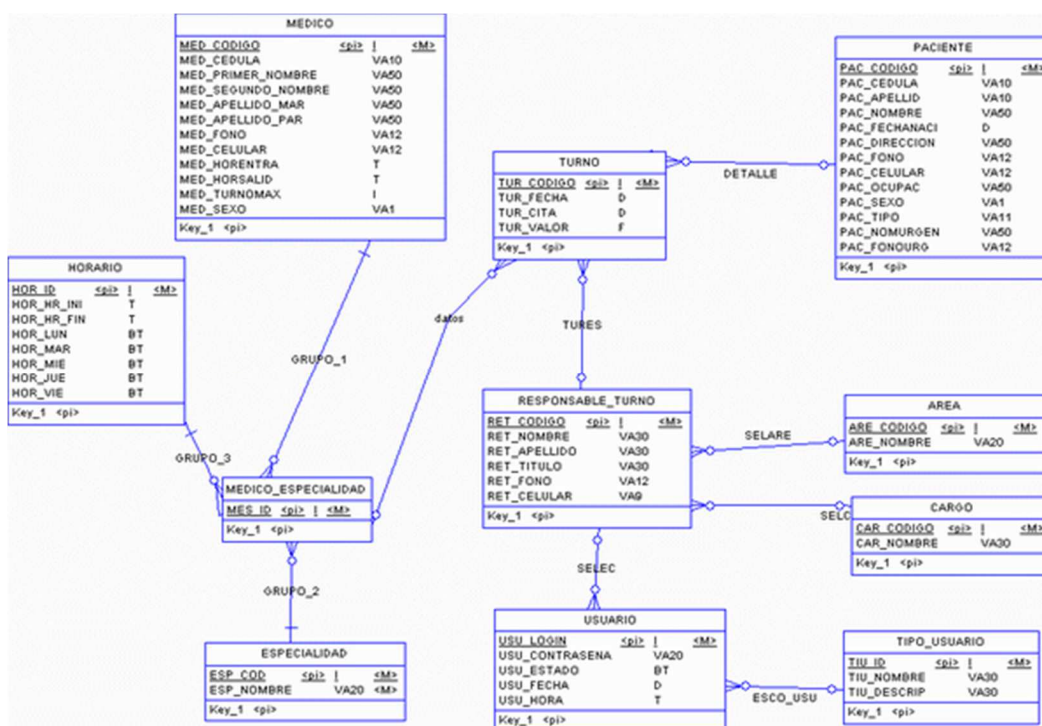 MEDICO
MED_CODIGO <pi> I <M>
MED_CEDULA VA10
MED_PRIMER_NOMBRE VA50
MED_SEGUNDO_NOMBRE VA50
MED_APELLIDO_MAR VA50
MED_APELLIDO_PAR VA50
MED_FONO VA12
MED_CELULAR VA12
MED_HORENTRA T
MED_HORSALID T
MED_TURNOMAX I
MED_SEXO VA1
Key_1 <pi>
PACIENTE
PAC_CODIGO <pi> I <M>
PAC_CEDULA VA10
PAC_APELLID VA10
PAC_NOMBRE VA50
PAC_FECHANACI D
PAC_DIRECCION VA50
PAC_FONO VA12
PAC_CELULAR VA12
PAC_OCUPAC VA50
PAC_SEXO VA1
PAC_TIPO VA11
PAC_NOMURGEN VA50
PAC_FONOURG VA12
Key_1 <pi>
TURNO
TUR_CODIGO <pi> I <M>
TUR_FECHA D
TUR_CITA D
TUR_VALOR F
Key_1 <pi>
DETALLE
HORARIO
HOR_ID <pi> I <M>
HOR_HR_INI T
HOR_HR_FIN T
HOR_LUN BT
HOR_MAR BT
HOR_MIE BT
HOR_JUE BT
HOR_VIE BT
Key_1 <pi>
GRUPO_1
datos
TURES
GRUPO_3
RESPONSABLE_TURNO
RET_CODIGO <pi> I <M>
RET_NOMBRE VA30
RET_APELLIDO VA30
RET_TITULO VA30
RET_FONO VA12
RET_CELULAR VA9
Key_1 <pi>
SELARE
AREA
ARE_CODIGO <pi> I <M>
ARE_NOMBRE VA20
Key_1 <pi>
MEDICO_ESPECIALIDAD
MES_ID <pi> I <M>
Key_1 <pi>
SELC
CARGO
CAR_CODIGO <pi> I <M>
CAR_NOMBRE VA30
Key_1 <pi>
GRUPO_2
SELEC
ESPECIALIDAD
ESP_COD <pi> I <M>
ESP_NOMBRE VA20 <M>
Key_1 <pi>
USUARIO
USU_LOGIN <pi> I <M>
USU_CONTRASENA VA20
USU_ESTADO BT
USU_FECHA D
USU_HORA T
Key_1 <pi>
ESCO_USU
TIPO_USUARIO
TIU_ID <pi> I <M>
TIU_NOMBRE VA30
TIU_DESCRIP VA30
Key_1 <pi>